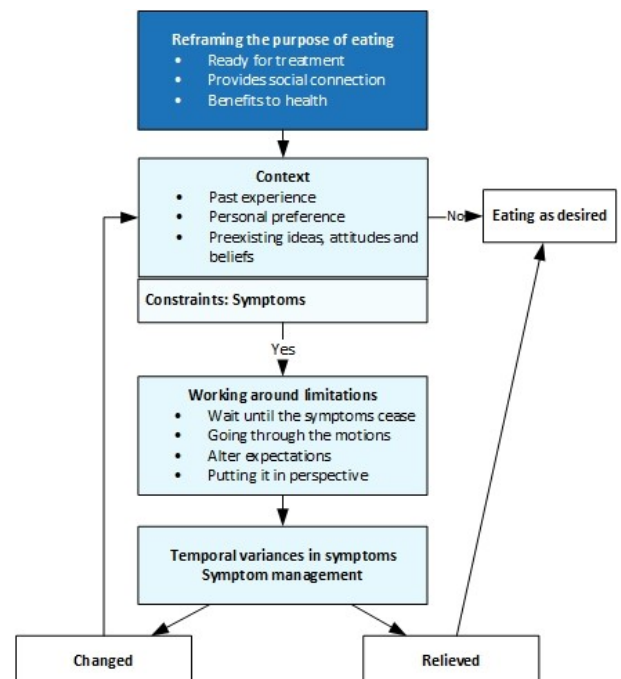 Reframing the purpose of eating
• Ready for treatment
• Provides social connection
• Benefits to health
Context
• Past experience
• Personal preference
• Preexisting ideas, attitudes and
beliefs
No
Eating as desired
Constraints: Symptoms
Yes
Working around limitations
• Wait until the symptoms cease
• Going through the motions
• Alter expectations
• Putting it in perspective
Temporal variances in symptoms
Symptom management
Changed
Relieved